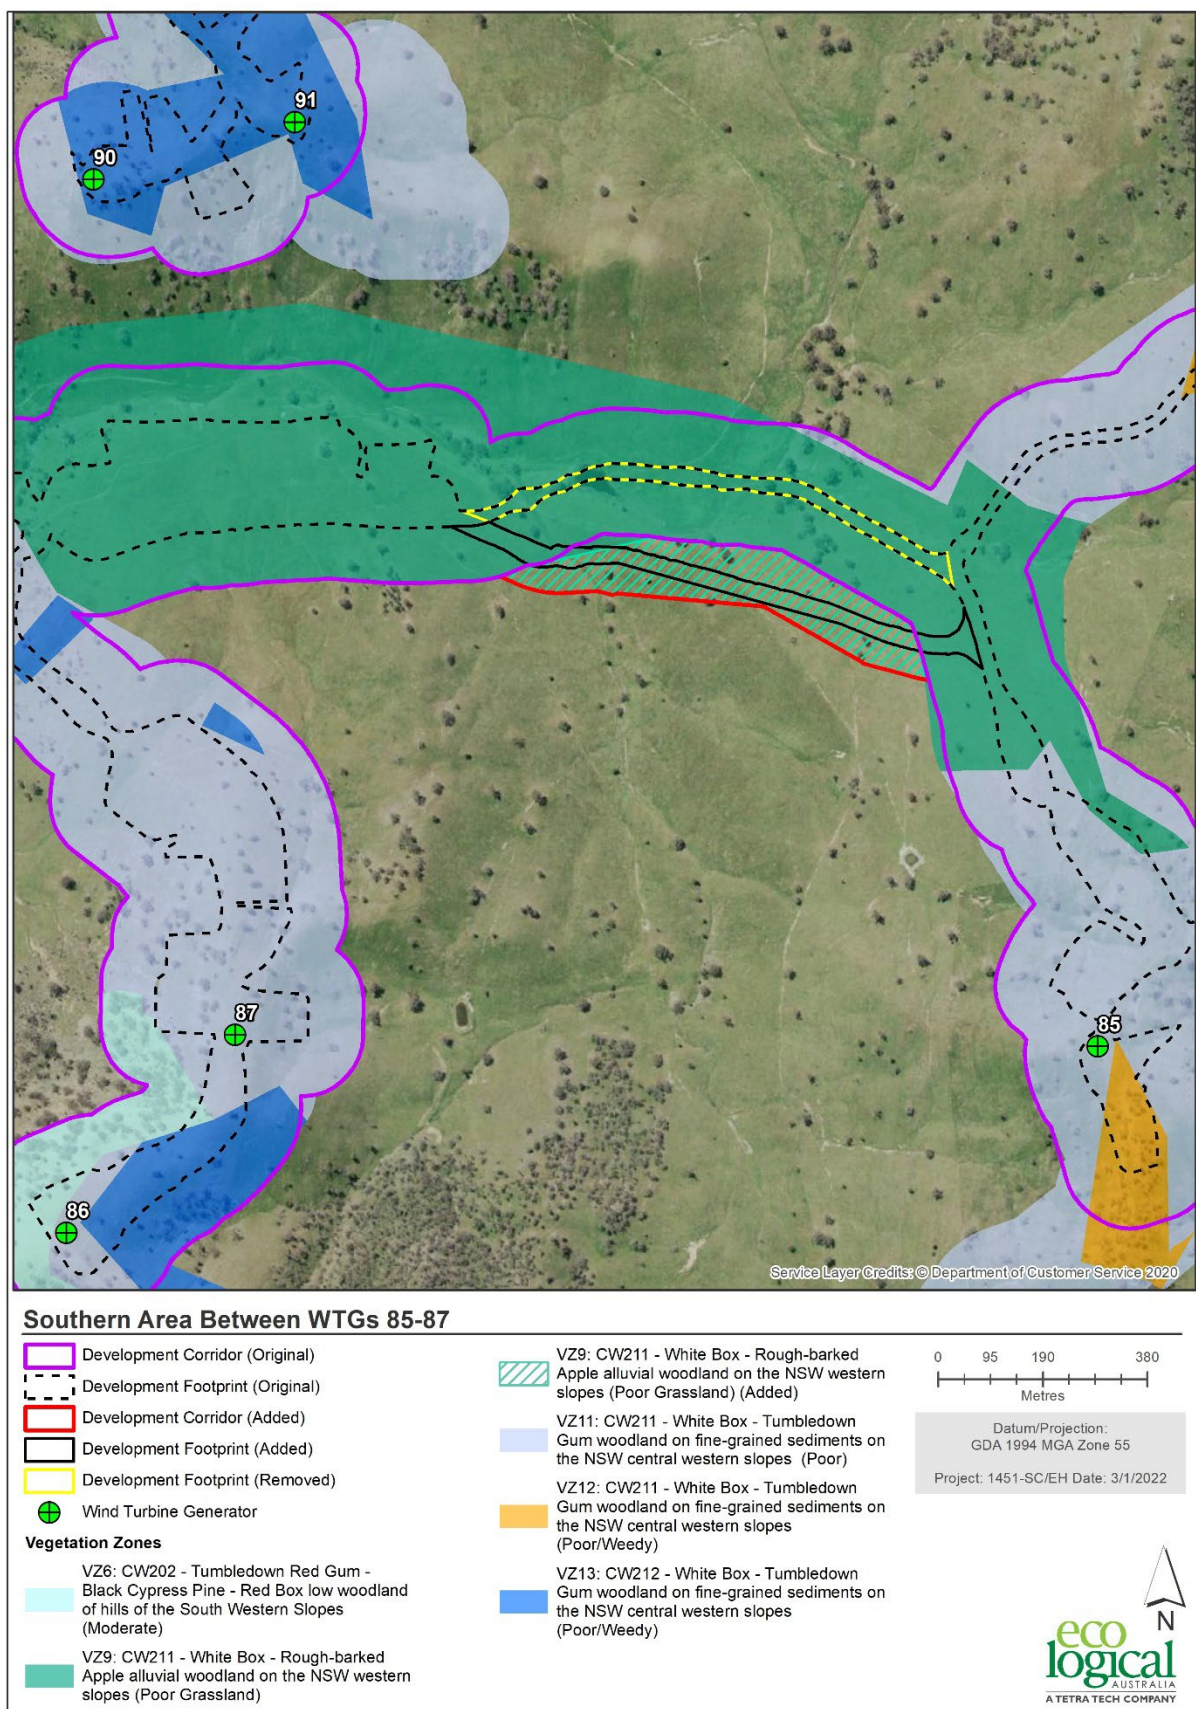 91
90
87
85
86
Service Layer Credits: © Department of Customer Service 2020
Southern Area Between WTGs 85-87
Development Corridor (Original)
Development Footprint (Original)
Development Corridor (Added)
Development Footprint (Added)
Development Footprint (Removed)
Wind Turbine Generator
Vegetation Zones
VZ6: CW202 - Tumbledown Red Gum -
Black Cypress Pine - Red Box low woodland
of hills of the South Western Slopes
(Moderate)
VZ9: CW211 - White Box - Rough-barked
Apple alluvial woodland on the NSW western
slopes (Poor Grassland)
VZ9: CW211 - White Box - Rough-barked
Apple alluvial woodland on the NSW western
slopes (Poor Grassland) (Added)
VZ11: CW211 - White Box - Tumbledown
Gum woodland on fine-grained sediments on
the NSW central western slopes (Poor)
VZ12: CW211 - White Box - Tumbledown
Gum woodland on fine-grained sediments on
the NSW central western slopes
(Poor/Weedy)
VZ13: CW212 - White Box - Tumbledown
Gum woodland on fine-grained sediments on
the NSW central western slopes
(Poor/Weedy)
0 95 190 380
Metres
Datum/Projection:
GDA 1994 MGA Zone 55
Project: 1451-SC/EH Date: 3/1/2022
N
eco
logical
AUSTRALIA
A TETRA TECH COMPANY